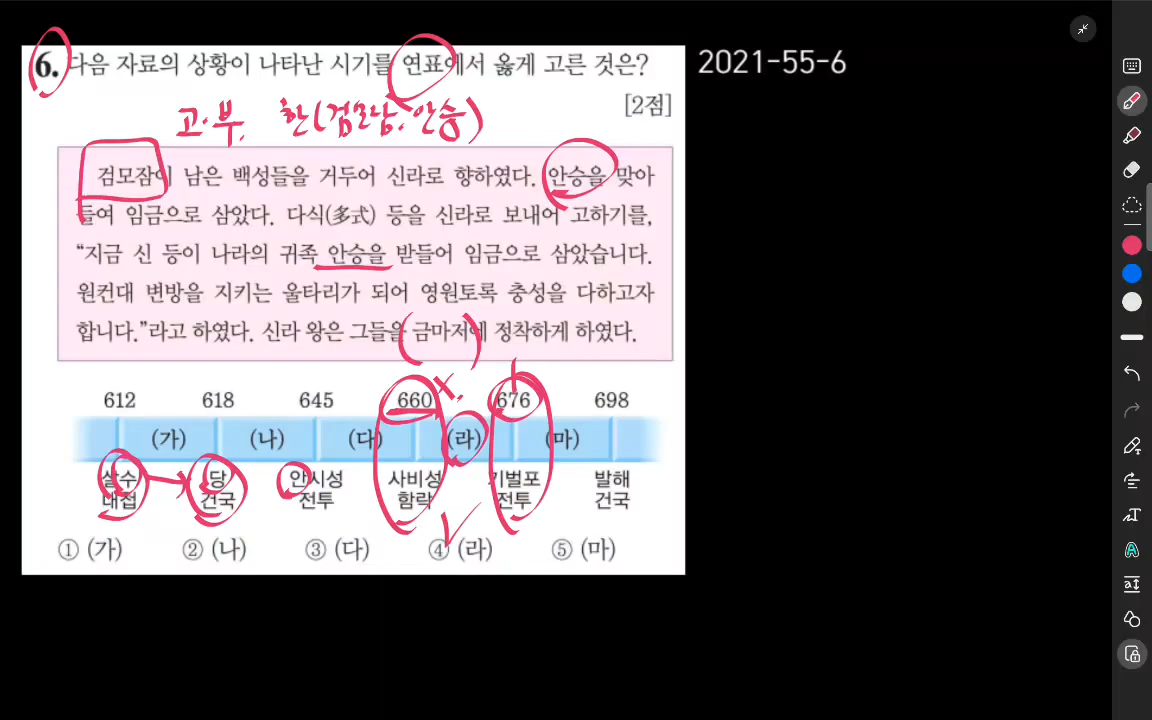 6. 다음 자료의 상황이 나타난 시기를 연표에서 옳게 고른 것은?
2021-55-6
[2점]
고.부. 한(검모잠.안승)
검모잠이 남은 백성들을 거두어 신라로 향하였다. 안승을 맞아
들여 임금으로 삼았다. 다식(多式) 등을 신라로 보내어 고하기를,
“지금 신 등이 나라의 귀족 안승을 받들어 임금으로 삼았습니다.
원컨대 변방을 지키는 울타리가 되어 영원토록 충성을 다하고자
합니다.”라고 하였다. 신라 왕은 그들을 금마저에 정착하게 하였다.
612 618 645 660 676 698
(가) (나) (다) (라) (마)
살수 당 안시성 사비성 기벌포 발해
대첩 건국 전투 함락 전투 건국
① (가) ② (나) ③ (다) ④ (라) ⑤ (마)